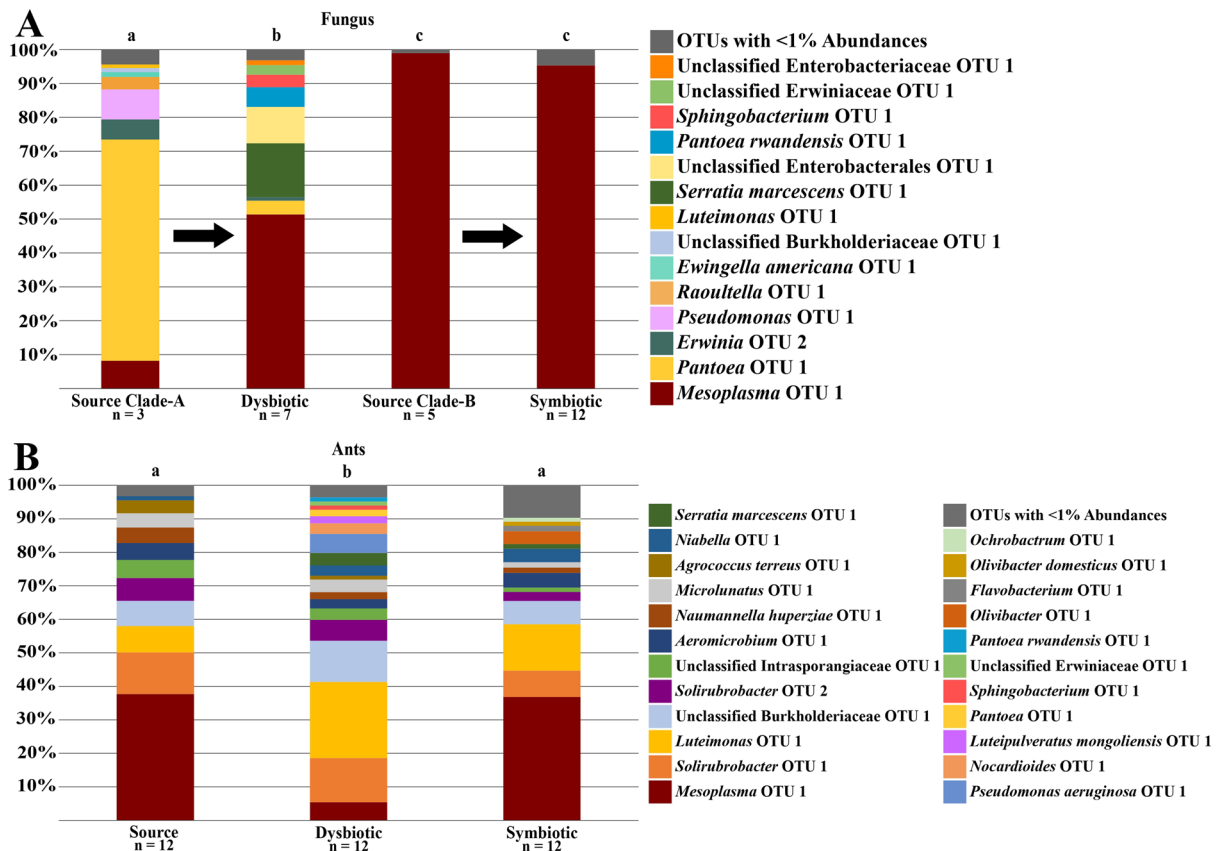 A
Fungus
a
b
c
c
100%
90%
80%
70%
60%
50%
40%
30%
20%
10%
Source Clade-A
n = 3
Dysbiotic
n = 7
Source Clade-B
n = 5
Symbiotic
n = 12
OTUs with <1% Abundances
Unclassified Enterobacteriaceae OTU 1
Unclassified Erwiniaceae OTU 1
Sphingobacterium OTU 1
Pantoea rwandensis OTU 1
Unclassified Enterobacterales OTU 1
Serratia marcescens OTU 1
Luteimonas OTU 1
Unclassified Burkholderiaceae OTU 1
Ewingella americana OTU 1
Raoultella OTU 1
Pseudomonas OTU 1
Erwinia OTU 2
Pantoea OTU 1
Mesoplasma OTU 1
B
Ants
a
b
a
100%
90%
80%
70%
60%
50%
40%
30%
20%
10%
Source
n = 12
Dysbiotic
n = 12
Symbiotic
n = 12
Serratia marcescens OTU 1
Niabella OTU 1
Agrococcus terreus OTU 1
Microlunatus OTU 1
Naumannella huperziae OTU 1
Aeromicrobium OTU 1
Unclassified Intrasporangiaceae OTU 1
Solirubrobacter OTU 2
Unclassified Burkholderiaceae OTU 1
Luteimonas OTU 1
Solirubrobacter OTU 1
Mesoplasma OTU 1
OTUs with <1% Abundances
Ochrobactrum OTU 1
Olivibacter domesticus OTU 1
Flavobacterium OTU 1
Olivibacter OTU 1
Pantoea rwandensis OTU 1
Unclassified Erwiniaceae OTU 1
Sphingobacterium OTU 1
Pantoea OTU 1
Luteipulveratus mongoliensis OTU 1
Nocardioides OTU 1
Pseudomonas aeruginosa OTU 1